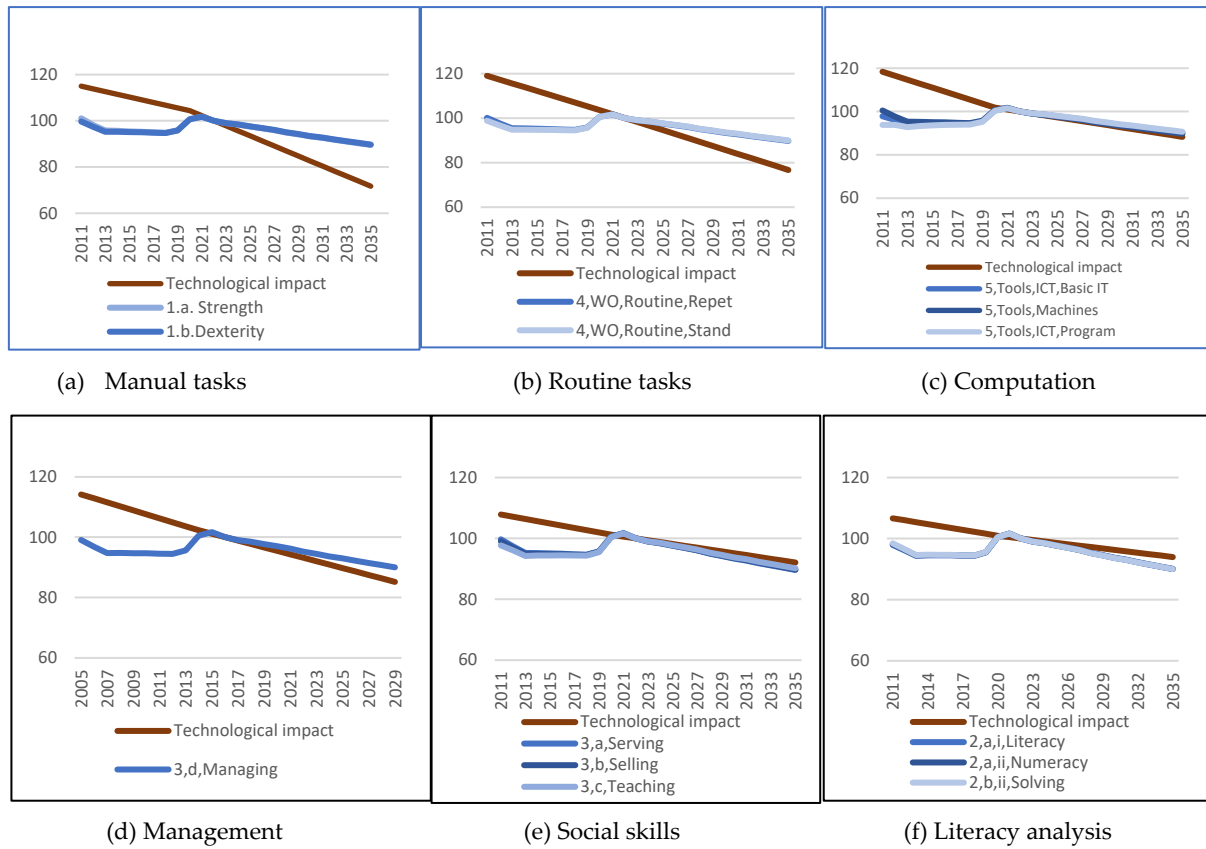 120
100
80
60
2011 2013 2015 2017 2019 2021 2023 2025 2027 2029 2031 2033 2035
Technological impact
1.a. Strength
1.b.Dexterity
(a) Manual tasks
120
100
80
60
2011 2013 2015 2017 2019 2021 2023 2025 2027 2029 2031 2033 2035
Technological impact
4,WO,Routine,Repet
4,WO,Routine,Stand
(b) Routine tasks
120
100
80
60
2011 2013 2015 2017 2019 2021 2023 2025 2027 2029 2031 2033 2035
Technological impact
5,Tools,ICT,Basic IT
5,Tools,Machines
5,Tools,ICT,Program
(c) Computation
120
100
80
60
2005 2007 2009 2011 2013 2015 2017 2019 2021 2023 2025 2027 2029
Technological impact
3,d,Managing
(d) Management
120
100
80
60
2011 2013 2015 2017 2019 2021 2023 2025 2027 2029 2031 2033 2035
Technological impact
3,a,Serving
3,b,Selling
3,c,Teaching
(e) Social skills
120
100
80
60
2011 2014 2017 2020 2023 2026 2029 2032 2035
Technological impact
2,a,i,Literacy
2,a,ii,Numeracy
2,b,ii,Solving
(f) Literacy analysis